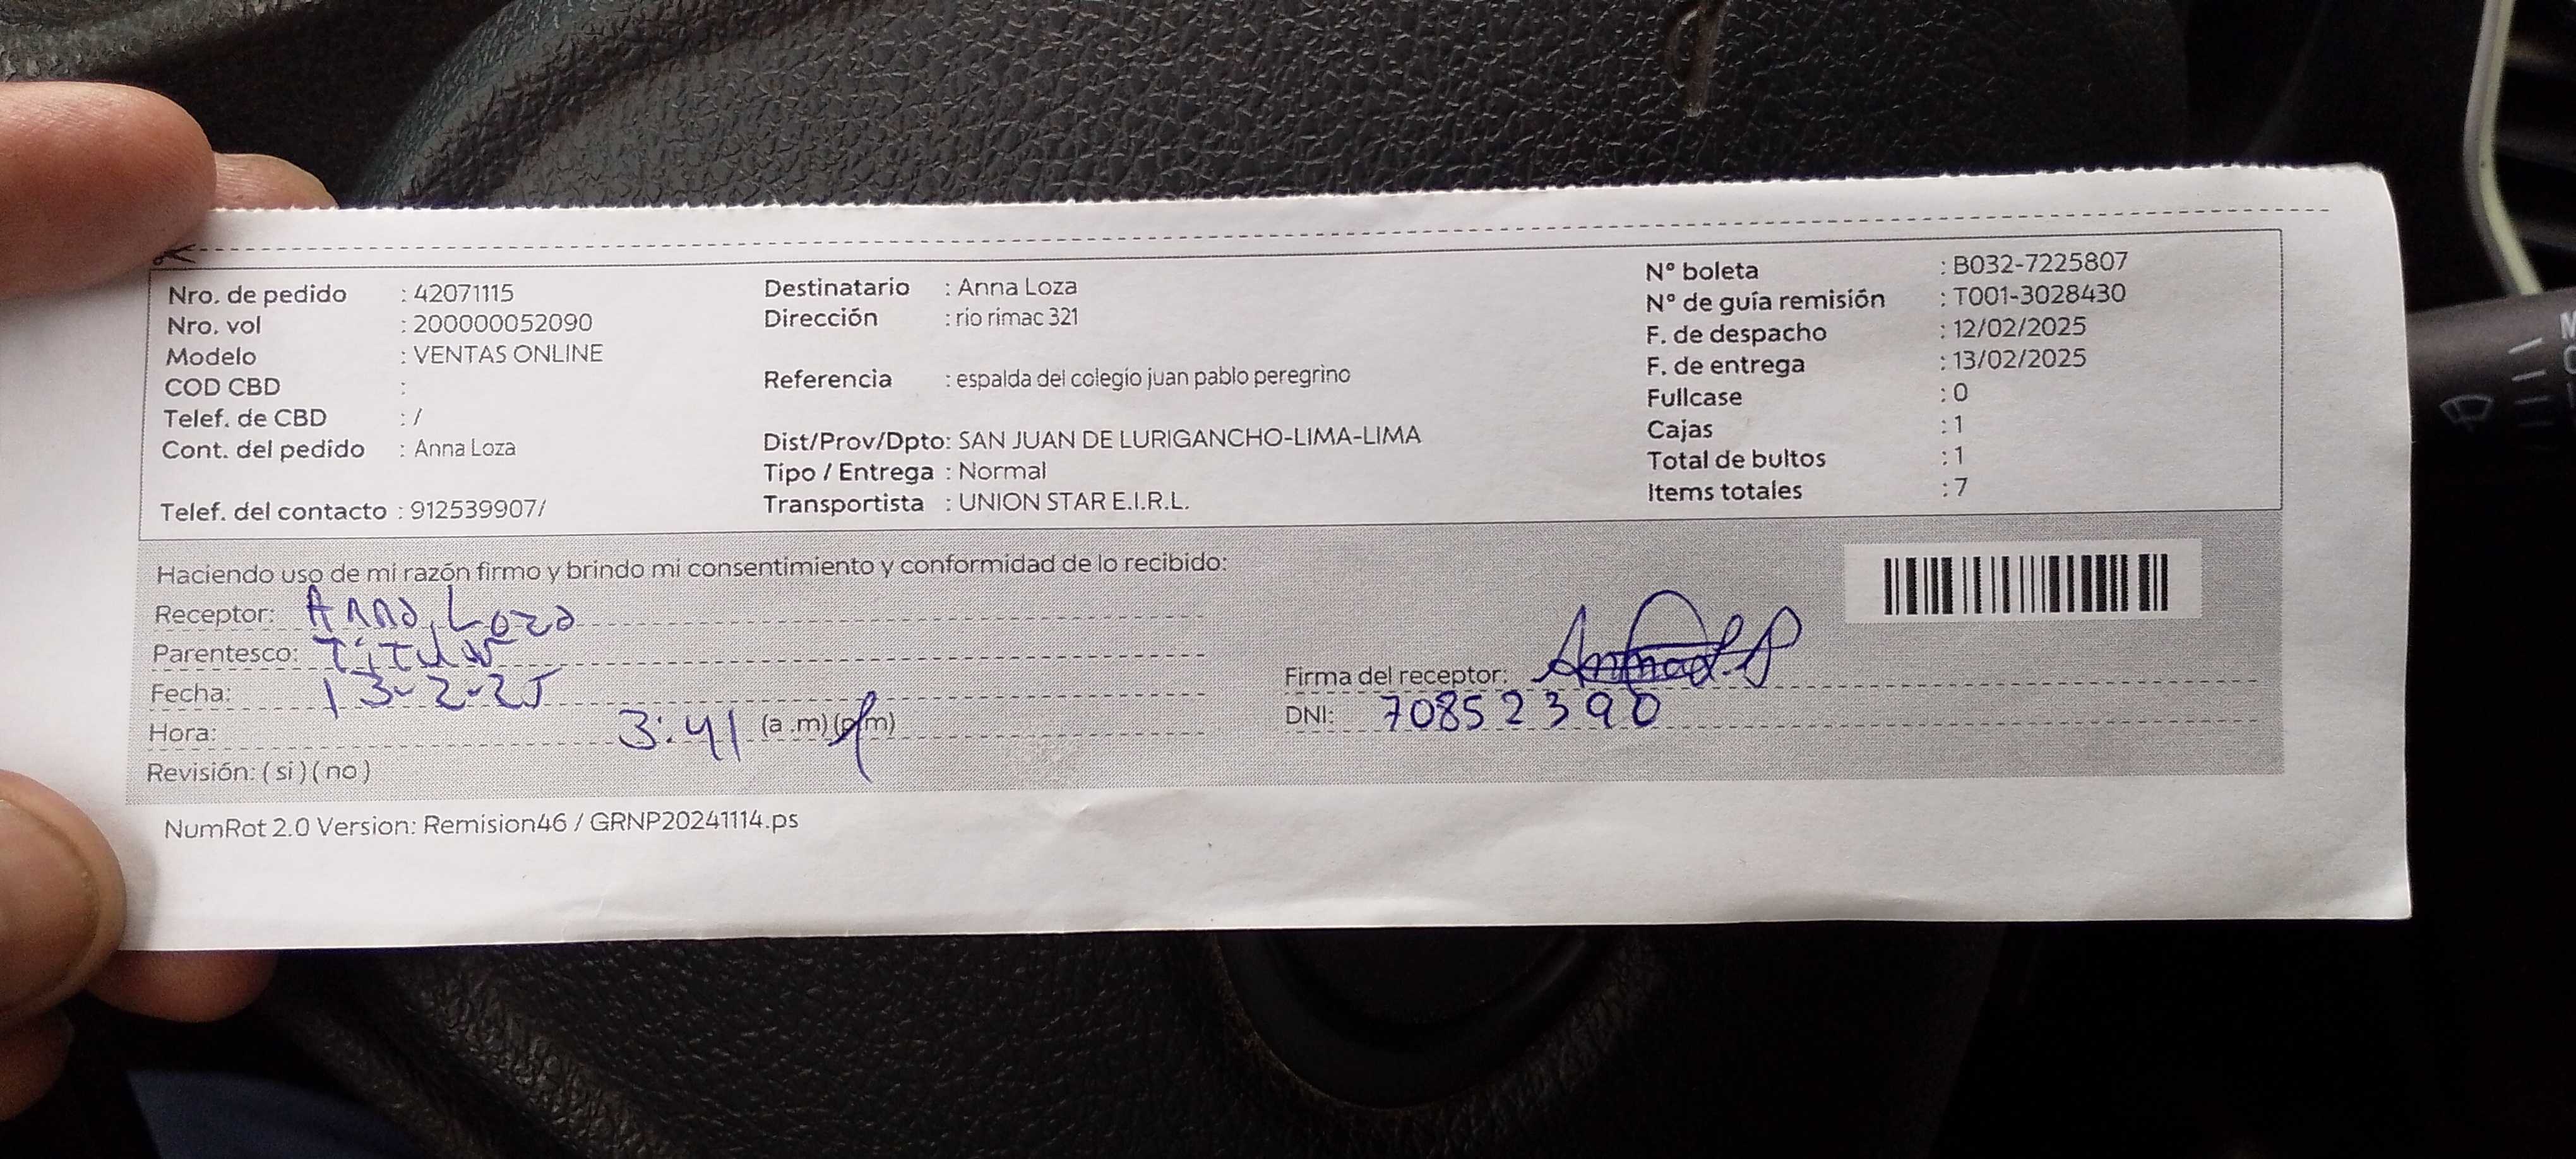 Nro. de pedido : 42071115
Nro. vol : 200000052090
Modelo : VENTAS ONLINE
COD CBD :
Telef. de CBD : /
Cont. del pedido : Anna Loza
Telef. del contacto : 912539907/
Destinatario : Anna Loza
Dirección : rio rimac 321
Referencia : espalda del colegio juan pablo peregrino
Dist/Prov/Dpto: SAN JUAN DE LURIGANCHO-LIMA-LIMA
Tipo / Entrega : Normal
Transportista : UNION STAR E.I.R.L.
Nº boleta : B032-7225807
Nº de guía remisión : T001-3028430
F. de despacho : 12/02/2025
F. de entrega : 13/02/2025
Fullcase : 0
Cajas : 1
Total de bultos : 1
Items totales : 7
Haciendo uso de mi razón firmo y brindo mi consentimiento y conformidad de lo recibido:
Receptor: Anna Loza
Parentesco: Titular
Fecha: 13-2-25
Hora: 3:41 (a.m)(p.m)
Revisión: (si)(no)
Firma del receptor:
DNI: 70852390
NumRot 2.0 Version: Remision46 / GRNP20241114.ps